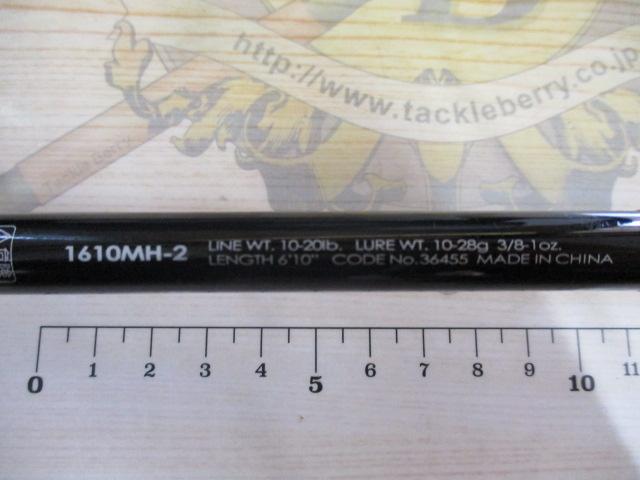 http://www.tackleberry.co.jp
Tackle Berry
1610MH-2
LINE WT. 10-20lb. LURE WT. 10-28g 3/8-1oz.
LENGTH 6'10" CODE No.36455 MADE IN CHINA
0 1 2 3 4 5 6 7 8 9 10 11